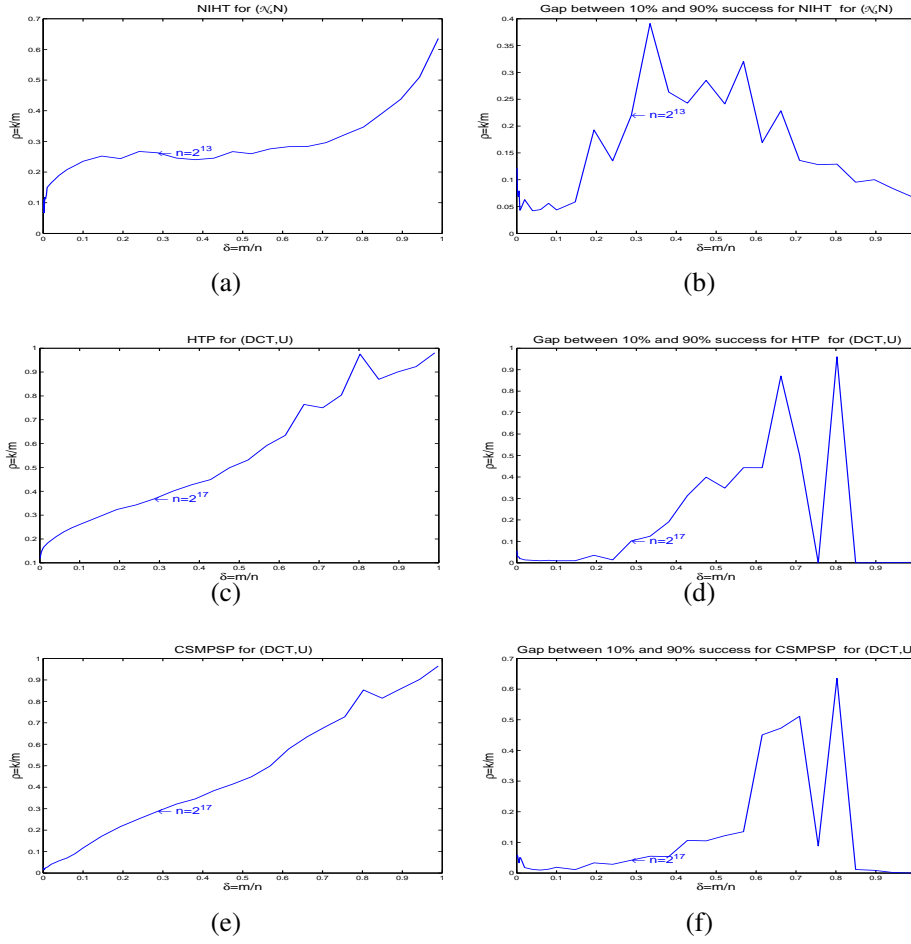 NIHT for (𝒩,N)
0.7
0.6
0.5
0.4
0.3
0.2
0.1
0
ρ=k/m
← n=2^13
0 0.1 0.2 0.3 0.4 0.5 0.6 0.7 0.8 0.9 1
δ=m/n
(a)
Gap between 10% and 90% success for NIHT for (𝒩,N)
0.4
0.35
0.3
0.25
0.2
0.15
0.1
0.05
0
ρ=k/m
← n=2^13
0 0.1 0.2 0.3 0.4 0.5 0.6 0.7 0.8 0.9
δ=m/n
(b)
HTP for (DCT,U)
1
0.9
0.8
0.7
0.6
0.5
0.4
0.3
0.2
0.1
ρ=k/m
← n=2^17
0 0.1 0.2 0.3 0.4 0.5 0.6 0.7 0.8 0.9 1
δ=m/n
(c)
Gap between 10% and 90% success for HTP for (DCT,U)
1
0.9
0.8
0.7
0.6
0.5
0.4
0.3
0.2
0.1
0
ρ=k/m
← n=2^17
0 0.1 0.2 0.3 0.4 0.5 0.6 0.7 0.8 0.9
δ=m/n
(d)
CSMPSP for (DCT,U)
1
0.9
0.8
0.7
0.6
0.5
0.4
0.3
0.2
0.1
0
ρ=k/m
← n=2^17
0 0.1 0.2 0.3 0.4 0.5 0.6 0.7 0.8 0.9 1
δ=m/n
(e)
Gap between 10% and 90% success for CSMPSP for (DCT,U
0.7
0.6
0.5
0.4
0.3
0.2
0.1
0
ρ=k/m
← n=2^17
0 0.1 0.2 0.3 0.4 0.5 0.6 0.7 0.8 0.9
δ=m/n
(f)